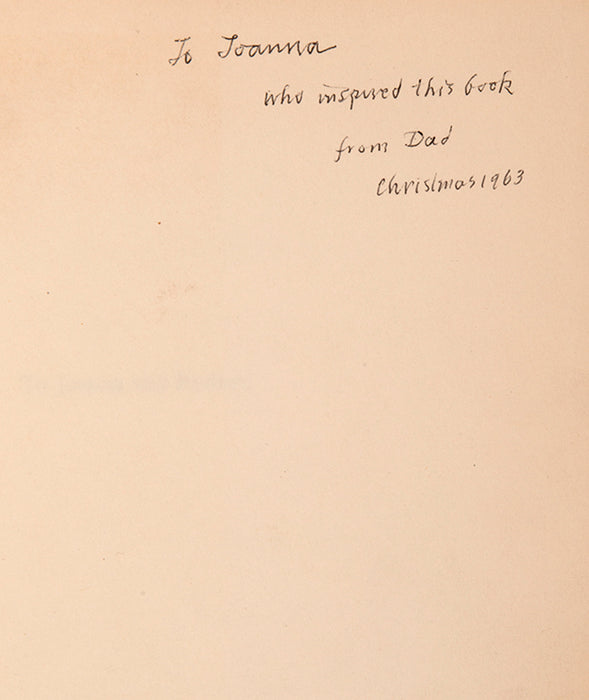 To Joanna
who inspired this book
from Dad
Christmas 1963